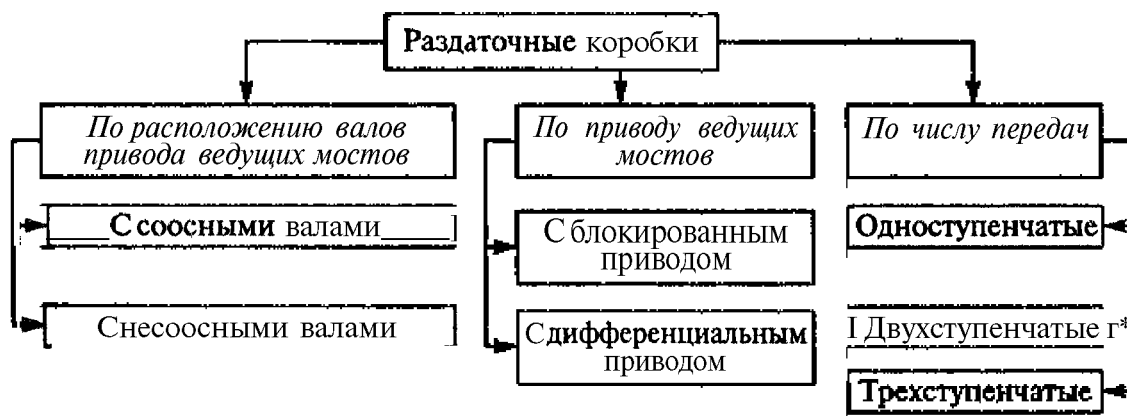 Раздаточные коробки
По расположению валов
привода ведущих мостов
С соосными валами
Снесоосными валами
По приводу ведущих
мостов
С блокированным
приводом
С дифференциальным
приводом
По числу передач
Одноступенчатые
I Двухступенчатые г*
Трехступенчатые